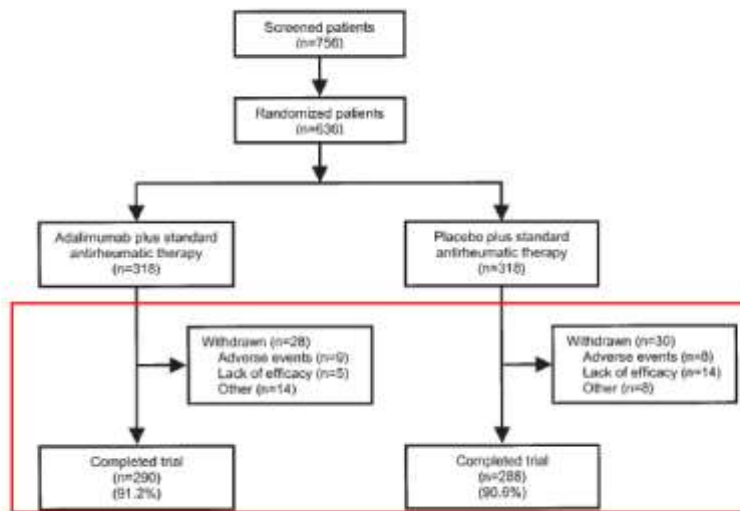 Screened patients
(n=756)
Randomized patients
(n=636)
Adalimumab plus standard
antirheumatic therapy
(n=318)
Placebo plus standard
antirheumatic therapy
(n=318)
Withdrawn (n=28)
Adverse events (n=9)
Lack of efficacy (n=5)
Other (n=14)
Withdrawn (n=30)
Adverse events (n=8)
Lack of efficacy (n=14)
Other (n=8)
Completed trial
(n=290)
(91.2%)
Completed trial
(n=288)
(90.6%)